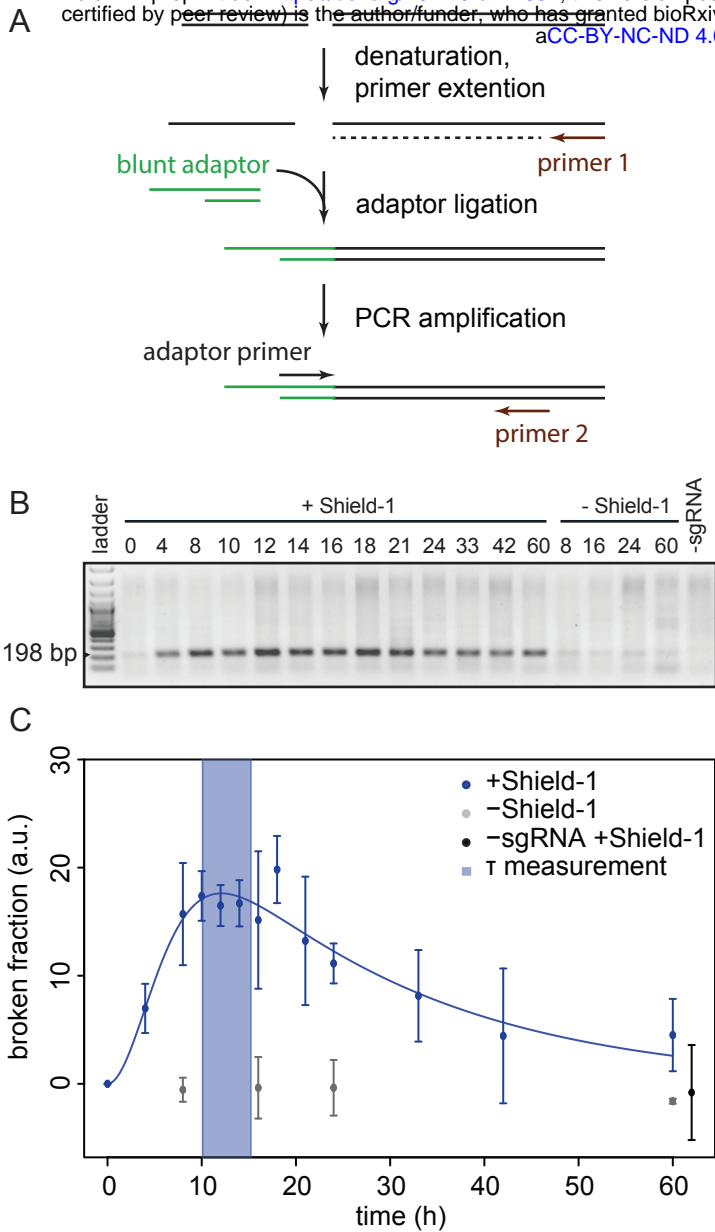 A
certified by peer review) is the author/funder, who has granted bioRxiv
aCC-BY-NC-ND 4.0
denaturation,
primer extention
primer 1
blunt adaptor
adaptor ligation
PCR amplification
adaptor primer
primer 2
B
ladder
+ Shield-1
- Shield-1
-sgRNA
0 4 8 10 12 14 16 18 21 24 33 42 60 8 16 24 60
198 bp
C
broken fraction (a.u.)
30
20
10
0
+Shield-1
−Shield-1
−sgRNA +Shield-1
τ measurement
0 10 20 30 40 50 60
time (h)